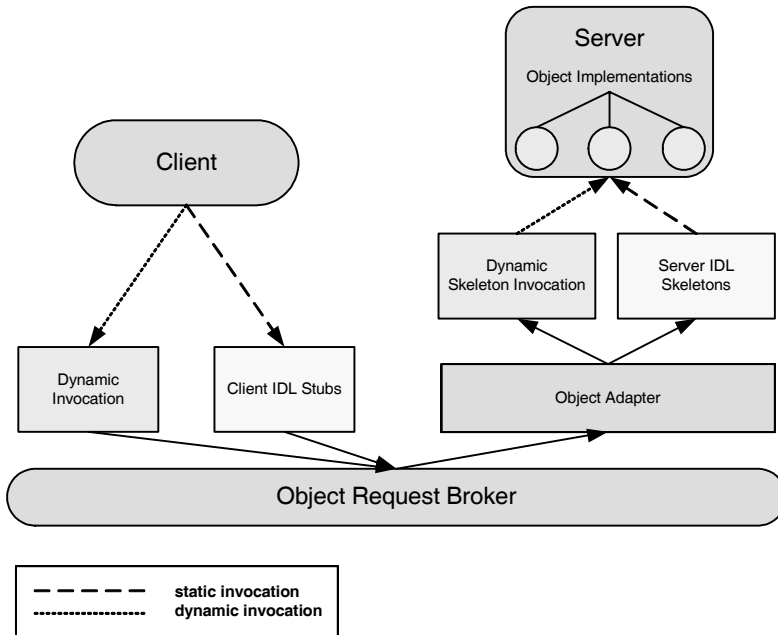 Server
Object Implementations
Client
Dynamic
Skeleton Invocation
Server IDL
Skeletons
Dynamic
Invocation
Client IDL Stubs
Object Adapter
Object Request Broker
static invocation
dynamic invocation